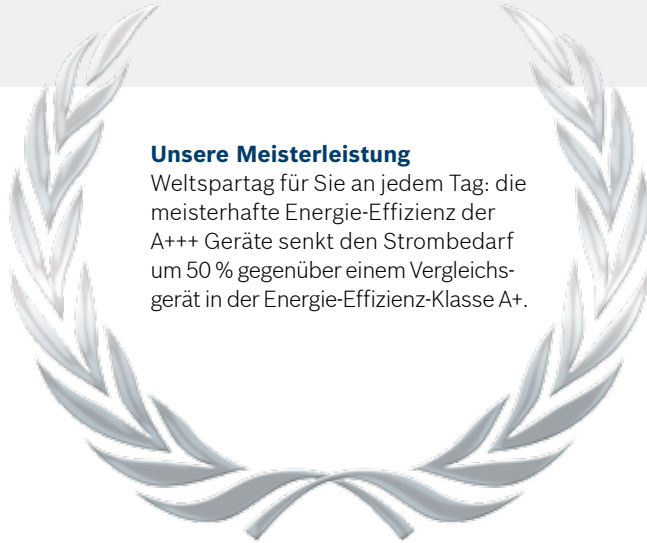 Unsere Meisterleistung
Weltspartag für Sie an jedem Tag: die
meisterhafte Energie-Effizienz der
A+++ Geräte senkt den Strombedarf
um 50 % gegenüber einem Vergleichs-
gerät in der Energie-Effizienz-Klasse A+.